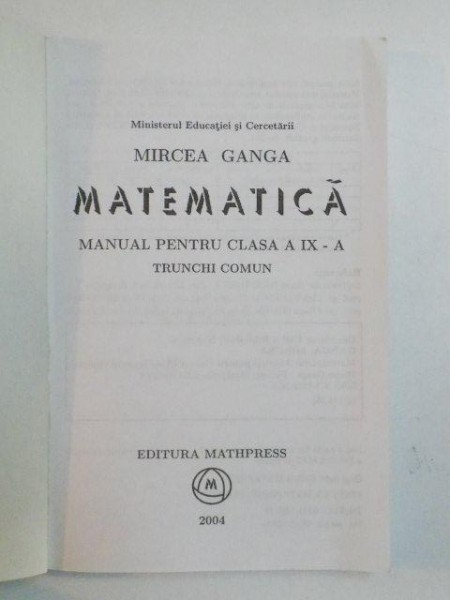 Ministerul Educaţiei şi Cercetării
MIRCEA GANGA
MATEMATICĂ
MANUAL PENTRU CLASA A IX - A
TRUNCHI COMUN
EDITURA MATHPRESS
M
2004